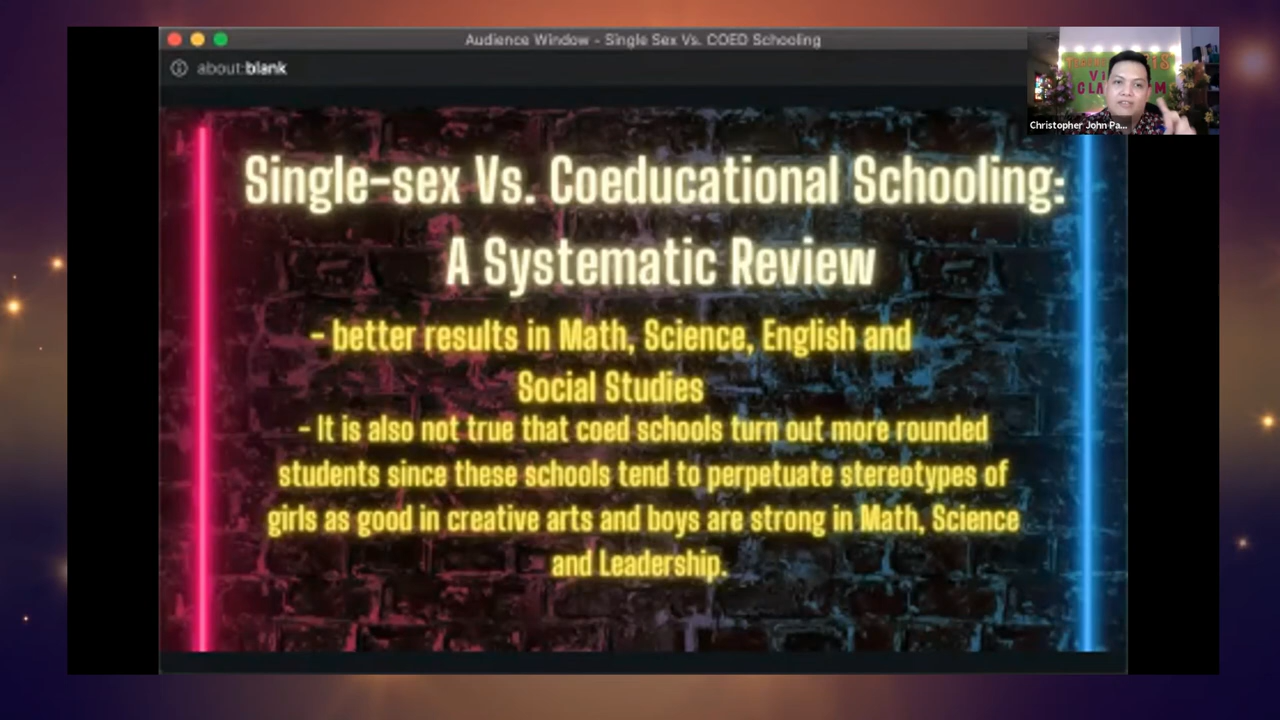 Audience Window - Single Sex Vs. COED Schooling
about:blank
Christopher John Pa...
Single-sex Vs. Coeducational Schooling:
A Systematic Review
- better results in Math, Science, English and
Social Studies
- It is also not true that coed schools turn out more rounded
students since these schools tend to perpetuate stereotypes of
girls as good in creative arts and boys are strong in Math, Science
and Leadership.